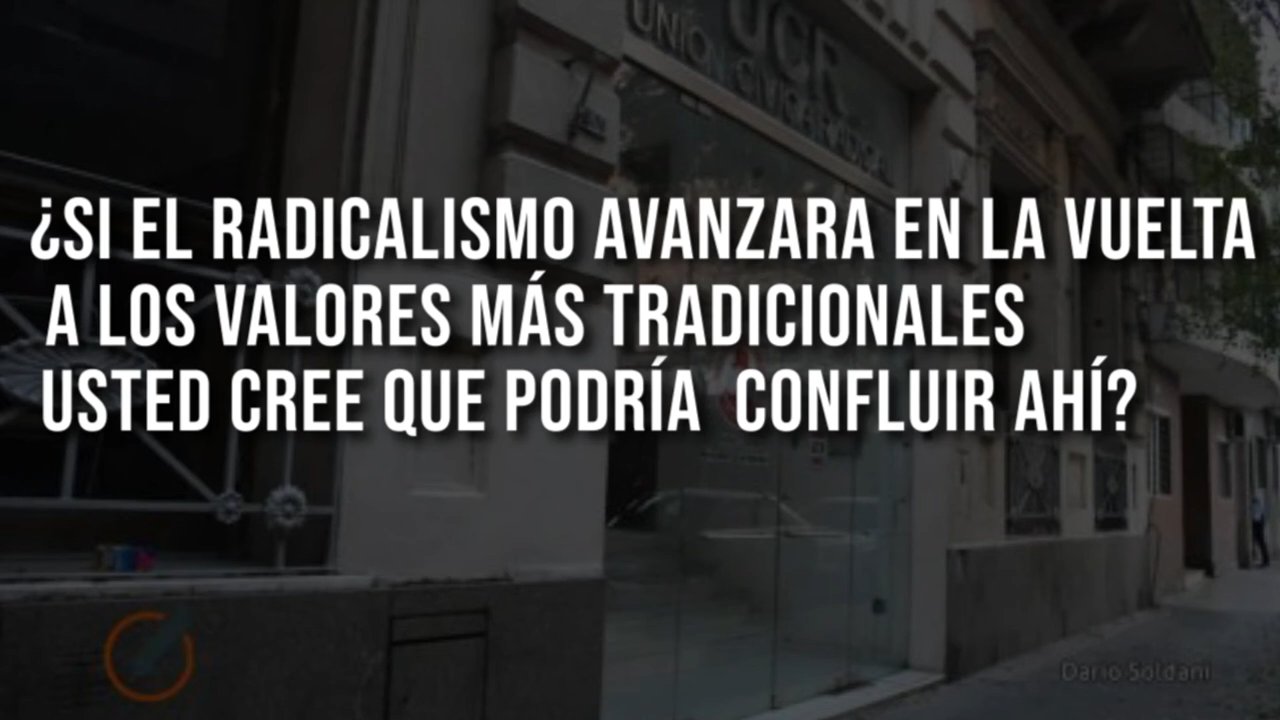 UCR
UNIÓN CÍVICA RADICAL
¿SI EL RADICALISMO AVANZARA EN LA VUELTA
A LOS VALORES MÁS TRADICIONALES
USTED CREE QUE PODRÍA CONFLUIR AHÍ?
Dario Soldani